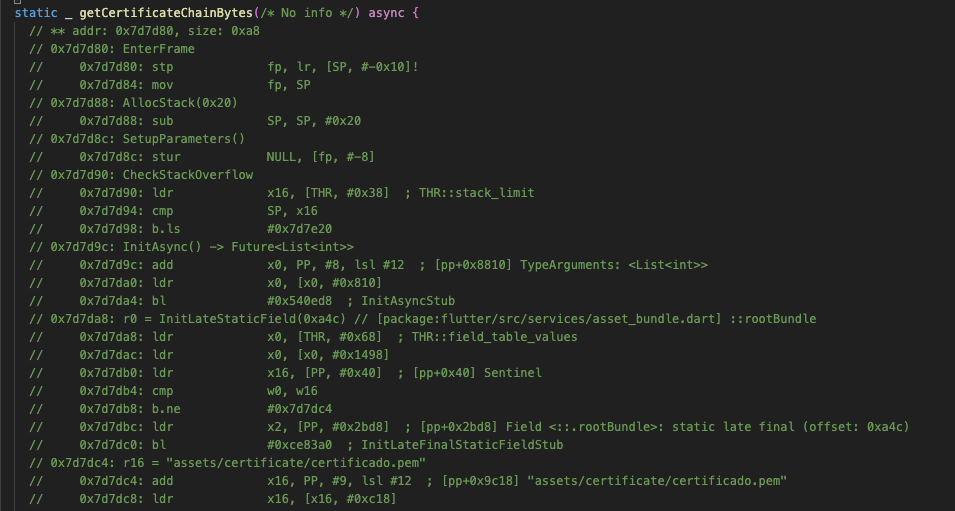 static _ getCertificateChainBytes(/* No info */) async {
// ** addr: 0x7d7d80, size: 0xa8
// 0x7d7d80: EnterFrame
//     0x7d7d80: stp             fp, lr, [SP, #-0x10]!
//     0x7d7d84: mov             fp, SP
// 0x7d7d88: AllocStack(0x20)
//     0x7d7d88: sub             SP, SP, #0x20
// 0x7d7d8c: SetupParameters()
//     0x7d7d8c: stur            NULL, [fp, #-8]
// 0x7d7d90: CheckStackOverflow
//     0x7d7d90: ldr             x16, [THR, #0x38]  ; THR::stack_limit
//     0x7d7d94: cmp             SP, x16
//     0x7d7d98: b.ls            #0x7d7e20
// 0x7d7d9c: InitAsync() -> Future<List<int>>
//     0x7d7d9c: add             x0, PP, #8, lsl #12  ; [pp+0x8810] TypeArguments: <List<int>>
//     0x7d7da0: ldr             x0, [x0, #0x810]
//     0x7d7da4: bl              #0x540ed8  ; InitAsyncStub
// 0x7d7da8: r0 = InitLateStaticField(0xa4c) // [package:flutter/src/services/asset_bundle.dart] ::rootBundle
//     0x7d7da8: ldr             x0, [THR, #0x68]  ; THR::field_table_values
//     0x7d7dac: ldr             x0, [x0, #0x1498]
//     0x7d7db0: ldr             x16, [PP, #0x40]  ; [pp+0x40] Sentinel
//     0x7d7db4: cmp             w0, w16
//     0x7d7db8: b.ne            #0x7d7dc4
//     0x7d7dbc: ldr             x2, [PP, #0x2bd8]  ; [pp+0x2bd8] Field <::.rootBundle>: static late final (offset: 0xa4c)
//     0x7d7dc0: bl              #0xce83a0  ; InitLateFinalStaticFieldStub
// 0x7d7dc4: r16 = "assets/certificate/certificado.pem"
//     0x7d7dc4: add             x16, PP, #9, lsl #12  ; [pp+0x9c18] "assets/certificate/certificado.pem"
//     0x7d7dc8: ldr             x16, [x16, #0xc18]